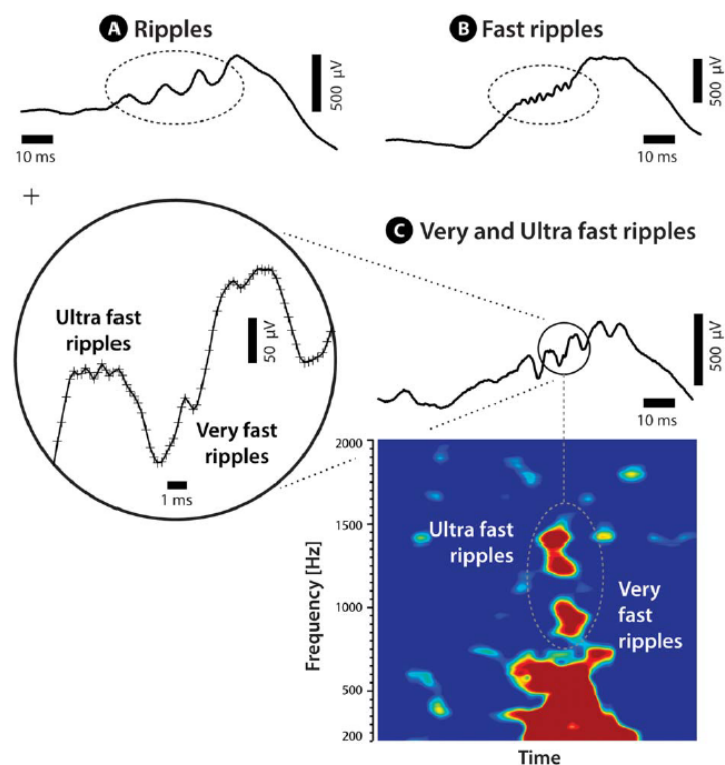 A Ripples
500 µV
10 ms
B Fast ripples
500 µV
10 ms
+
C Very and Ultra fast ripples
Ultra fast
ripples
50 µV
Very fast
ripples
1 ms
500 µV
10 ms
2000
1500
1000
500
200
Frequency [Hz]
Ultra fast
ripples
Very
fast
ripples
Time